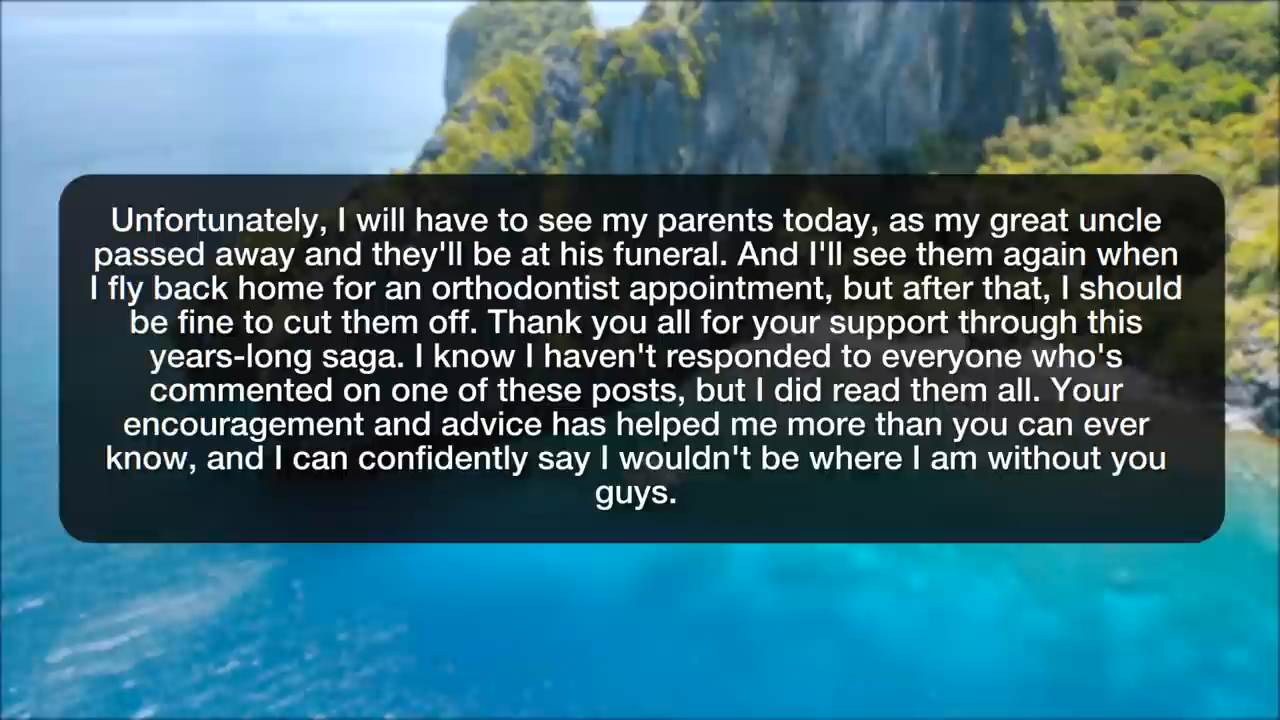 Unfortunately, I will have to see my parents today, as my great uncle
passed away and they'll be at his funeral. And I'll see them again when
I fly back home for an orthodontist appointment, but after that, I should
be fine to cut them off. Thank you all for your support through this
years-long saga. I know I haven't responded to everyone who's
commented on one of these posts, but I did read them all. Your
encouragement and advice has helped me more than you can ever
know, and I can confidently say I wouldn't be where I am without you
guys.